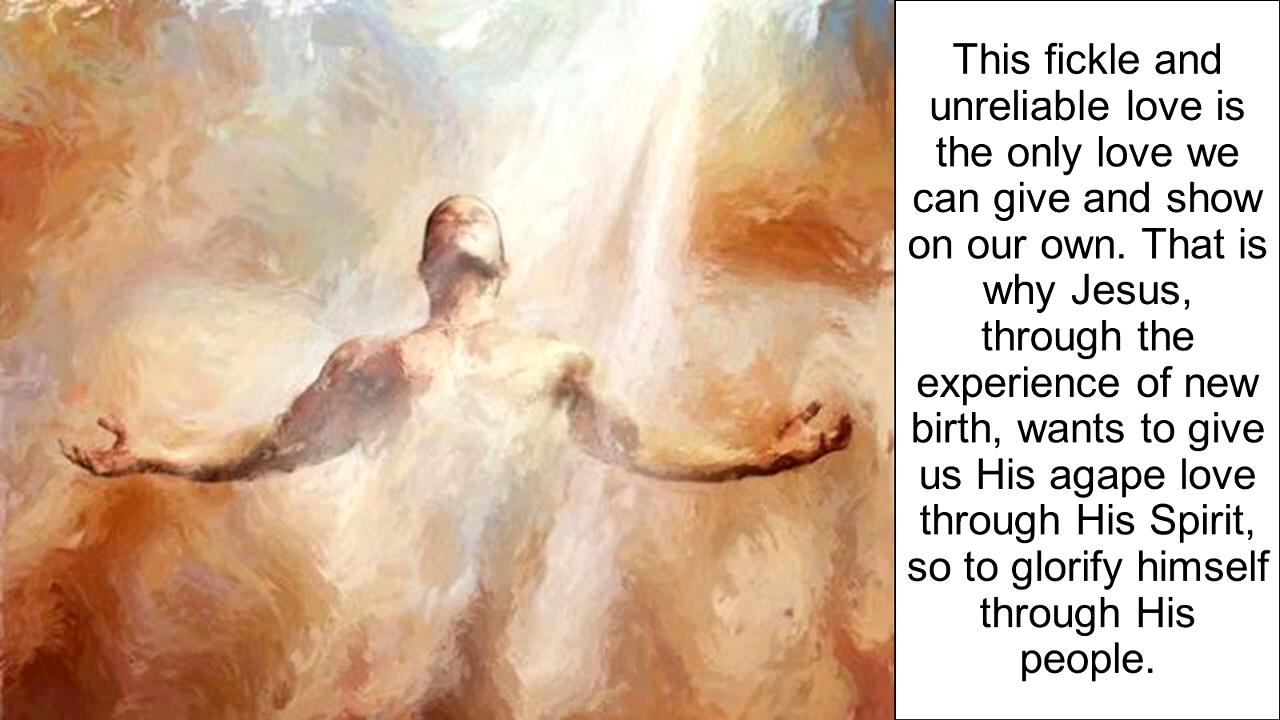 This fickle and
unreliable love is
the only love we
can give and show
on our own. That is
why Jesus,
through the
experience of new
birth, wants to give
us His agape love
through His Spirit,
so to glorify himself
through His
people.